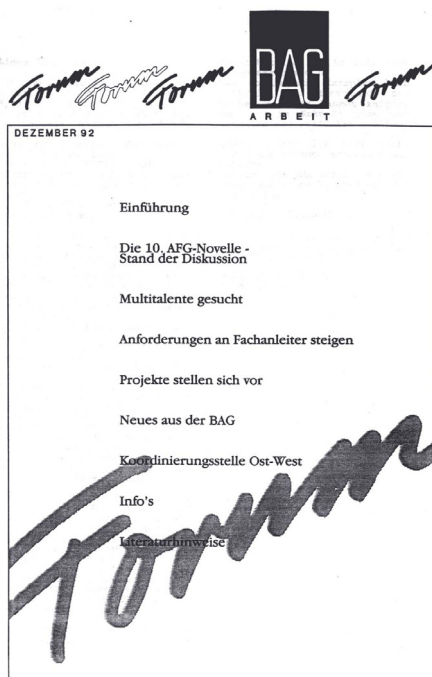 Forum Forum Forum BAG Forum
ARBEIT
DEZEMBER 92
Einführung
Die 10. AFG-Novelle -
Stand der Diskussion
Multitalente gesucht
Anforderungen an Fachanleiter steigen
Projekte stellen sich vor
Neues aus der BAG
Koordinierungsstelle Ost-West
Info's
Literaturhinweise
Forum